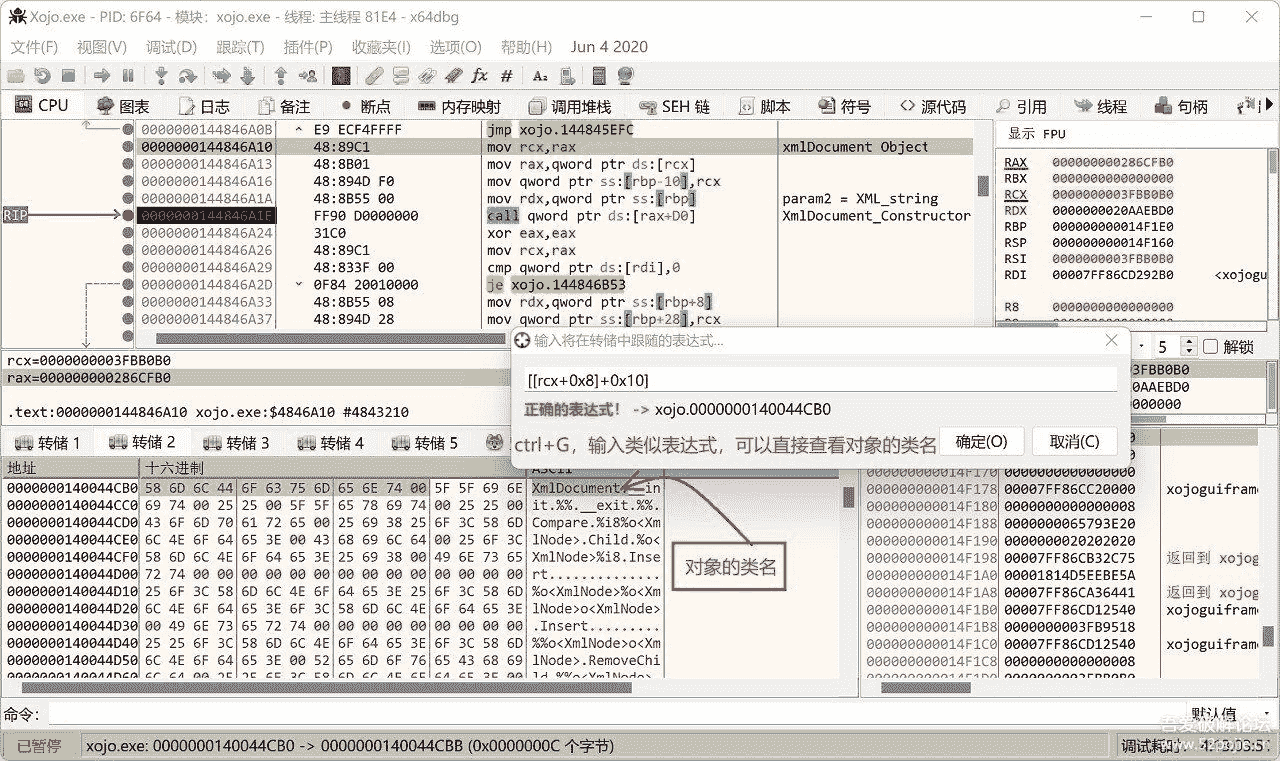 Xojo.exe - PID: 6F64 - 模块：xojo.exe - 线程: 主线程 81E4 - x64dbg
文件(F) 视图(V) 调试(D) 跟踪(T) 插件(P) 收藏夹(I) 选项(O) 帮助(H) Jun 4 2020
CPU 图表 日志 备注 断点 内存映射 调用堆栈 SEH 链 脚本 符号 源代码 引用 线程 句柄
0000000144846A0B E9 ECF4FFFF jmp xojo.144845EFC
0000000144846A10 48:89C1 mov rcx,rax xmlDocument Object
0000000144846A13 48:8B01 mov rax,qword ptr ds:[rcx]
0000000144846A16 48:894D F0 mov qword ptr ss:[rbp-10],rcx
0000000144846A1A 48:8B55 00 mov rdx,qword ptr ss:[rbp] param2 = XML_string
RIP 0000000144846A1E FF90 D0000000 call qword ptr ds:[rax+D0] XmlDocument_Constructor
0000000144846A24 31C0 xor eax,eax
0000000144846A26 48:89C1 mov rcx,rax
0000000144846A29 48:833F 00 cmp qword ptr ds:[rdi],0
0000000144846A2D 0F84 20010000 je xojo.144846B53
0000000144846A33 48:8B55 08 mov rdx,qword ptr ss:[rbp+8]
0000000144846A37 48:894D 28 mov qword ptr ss:[rbp+28],rcx
显示 FPU
RAX 000000000286CFB0
RBX 0000000000000000
RCX 0000000003FBB0B0
RDX 0000000020AAEBD0
RBP 000000000014F1E0
RSP 000000000014F160
RSI 0000000003FBB0B0
RDI 00007FF86CD292B0 <xojogu
R8 0000000000000000
5 解锁
3FBB0B0
0AAEBD0
0000000
rcx=0000000003FBB0B0
rax=000000000286CFB0
.text:0000000144846A10 xojo.exe:$4846A10 #4843210
输入将在转储中跟随的表达式...
[[rcx+0x8]+0x10]
正确的表达式！ -> xojo.0000000140044CB0
ctrl+G，输入类似表达式，可以直接查看对象的类名
确定(O) 取消(C)
转储 1 转储 2 转储 3 转储 4 转储 5
地址 十六进制 ASCII
0000000140044CB0 58 6D 6C 44 6F 63 75 6D 65 6E 74 00 5F 5F 69 6E XmlDocument__in
0000000140044CC0 69 74 00 25 25 00 5F 5F 65 78 69 74 00 25 25 00 it.%%.__exit.%%.
0000000140044CD0 43 6F 6D 70 61 72 65 00 25 69 38 25 6F 3C 58 6D Compare.%i8%o<Xm
0000000140044CE0 6C 4E 6F 64 65 3E 00 43 68 69 6C 64 00 25 6F 3C lNode>.Child.%o<
0000000140044CF0 58 6D 6C 4E 6F 64 65 3E 25 69 38 00 49 6E 73 65 XmlNode>%i8.Inse
0000000140044D00 72 74 00 00 00 00 00 00 00 00 00 00 00 00 00 00 rt..............
0000000140044D10 25 6F 3C 58 6D 6C 4E 6F 64 65 3E 25 6F 3C 58 6D %o<XmlNode>%o<Xm
0000000140044D20 6C 4E 6F 64 65 3E 6F 3C 58 6D 6C 4E 6F 64 65 3E lNode>o<XmlNode>
0000000140044D30 00 49 6E 73 65 72 74 00 00 00 00 00 00 00 00 00 .Insert.........
0000000140044D40 25 25 6F 3C 58 6D 6C 4E 6F 64 65 3E 6F 3C 58 6D %%o<XmlNode>o<Xm
0000000140044D50 6C 4E 6F 64 65 3E 00 52 65 6D 6F 76 65 43 68 69 lNode>.RemoveChi
对象的类名
000000000014F170 0000000000000000
000000000014F178 00007FF86CC20000 xojoguifram
000000000014F180 0000000000000008
000000000014F188 0000000065793E20
000000000014F190 0000000020202020
000000000014F198 00007FF86CB32C75 返回到 xojog
000000000014F1A0 00001814D5EEBE5A
000000000014F1A8 00007FF86CA36441 返回到 xojog
000000000014F1B0 00007FF86CD12540 xojoguifram
000000000014F1B8 0000000003FB9518
000000000014F1C0 00007FF86CD12540 xojoguifram
000000000014F1C8 0000000000000008
命令: 默认值
已暂停 xojo.exe: 0000000140044CB0 -> 0000000140044CBB (0x0000000C 个字节) 调试耗时：
吾爱破解论坛